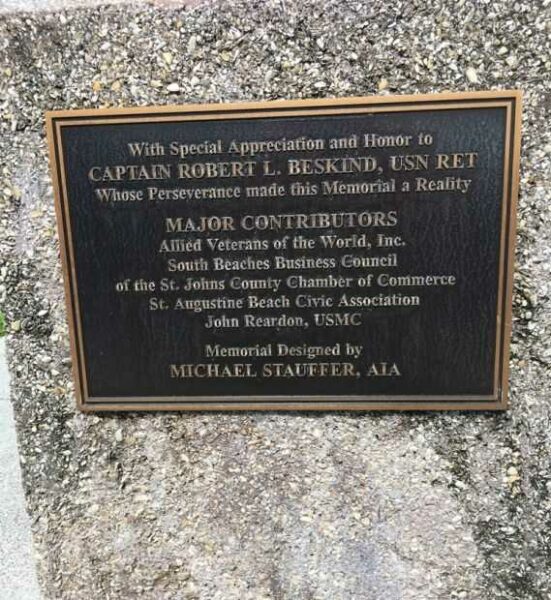 With Special Appreciation and Honor to
CAPTAIN ROBERT L. BESKIND, USN RET
Whose Perseverance made this Memorial a Reality
MAJOR CONTRIBUTORS
Allied Veterans of the World, Inc.
South Beaches Business Council
of the St. Johns County Chamber of Commerce
St. Augustine Beach Civic Association
John Reardon, USMC
Memorial Designed by
MICHAEL STAUFFER, AIA